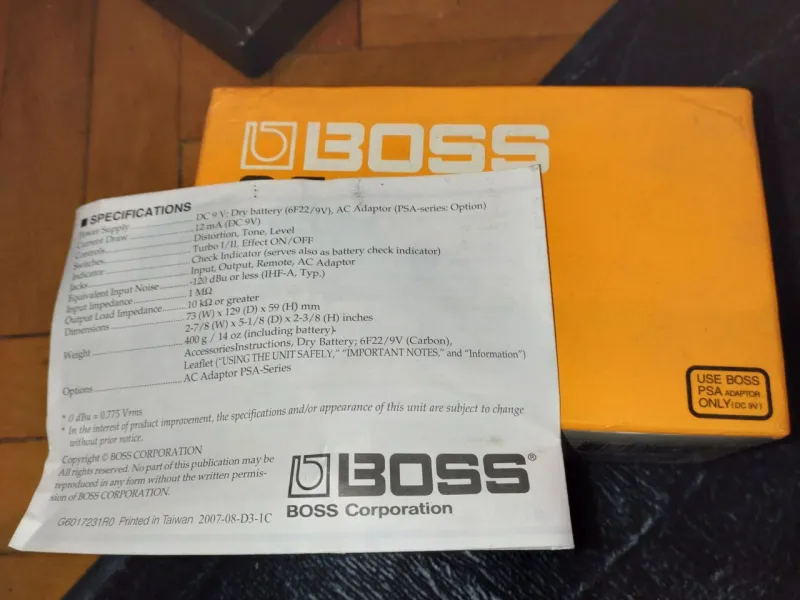 BOSS
■ SPECIFICATIONS
Power Supply ............ DC 9 V; Dry battery (6F22/9V), AC Adaptor (PSA-series: Option)
Current Draw ............ 12 mA (DC 9V)
Controls ............ Distortion, Tone, Level
Switches ............ Turbo I/II, Effect ON/OFF
Indicator ............ Check Indicator (serves also as battery check indicator)
Jacks ............ Input, Output, Remote, AC Adaptor
Equivalent Input Noise ............ -120 dBu or less (IHF-A, Typ.)
Input Impedance ............ 1 MΩ
Output Load Impedance ............ 10 kΩ or greater
Dimensions ............ 73 (W) x 129 (D) x 59 (H) mm
2-7/8 (W) x 5-1/8 (D) x 2-3/8 (H) inches
Weight ............ 400 g / 14 oz (including battery)
AccessoriesInstructions, Dry Battery; 6F22/9V (Carbon),
Leaflet ("USING THE UNIT SAFELY," "IMPORTANT NOTES," and "Information")
Options ............ AC Adaptor PSA-Series
* 0 dBu = 0.775 Vrms
* In the interest of product improvement, the specifications and/or appearance of this unit are subject to change
without prior notice.
Copyright © BOSS CORPORATION
All rights reserved. No part of this publication may be
reproduced in any form without the written permis-
sion of BOSS CORPORATION.
BOSS®
BOSS Corporation
G6017231R0 Printed in Taiwan 2007-08-D3-1C
USE BOSS
PSA ADAPTOR
ONLY (DC 9V)